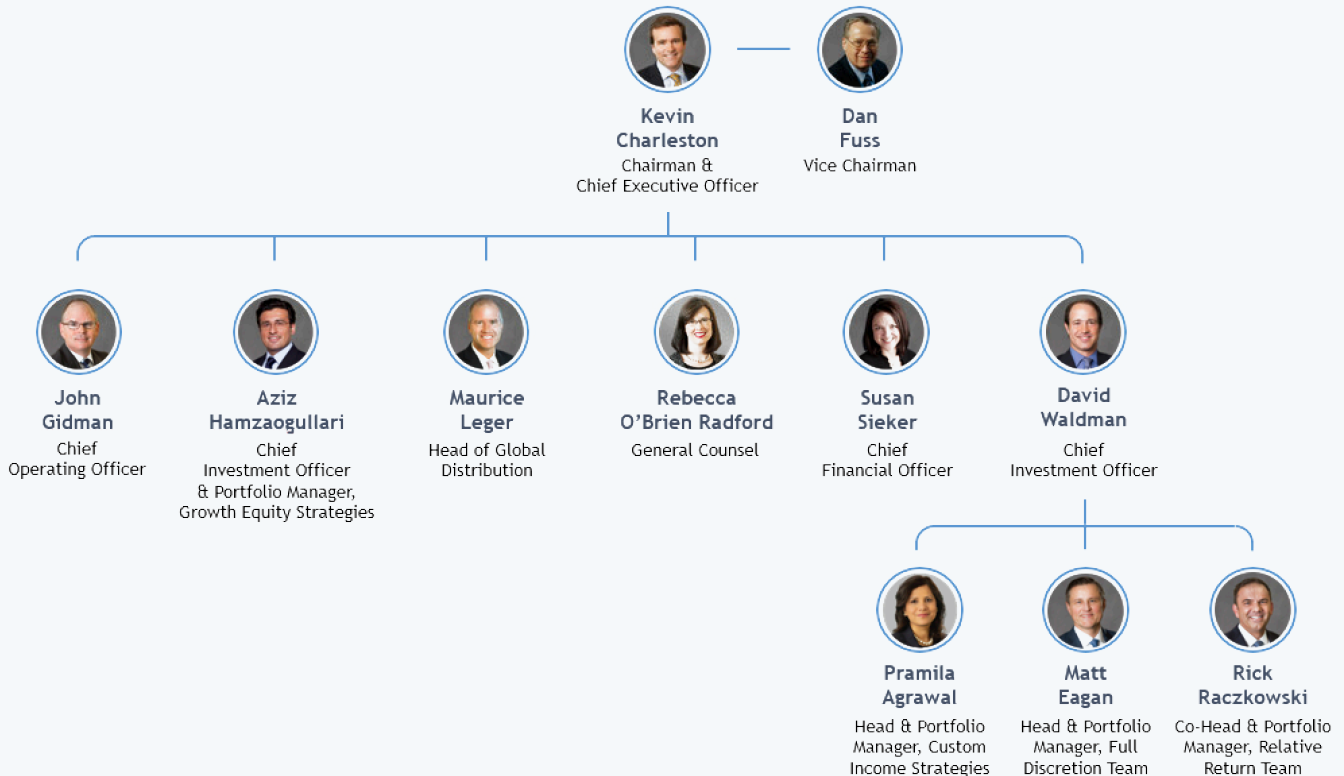 Kevin
Charleston
Chairman &
Chief Executive Officer
Dan
Fuss
Vice Chairman
John
Gidman
Chief
Operating Officer
Aziz
Hamzaogullari
Chief
Investment Officer
& Portfolio Manager,
Growth Equity Strategies
Maurice
Leger
Head of Global
Distribution
Rebecca
O'Brien Radford
General Counsel
Susan
Sieker
Chief
Financial Officer
David
Waldman
Chief
Investment Officer
Pramila
Agrawal
Head & Portfolio
Manager, Custom
Income Strategies
Matt
Eagan
Head & Portfolio
Manager, Full
Discretion Team
Rick
Raczkowski
Co-Head & Portfolio
Manager, Relative
Return Team